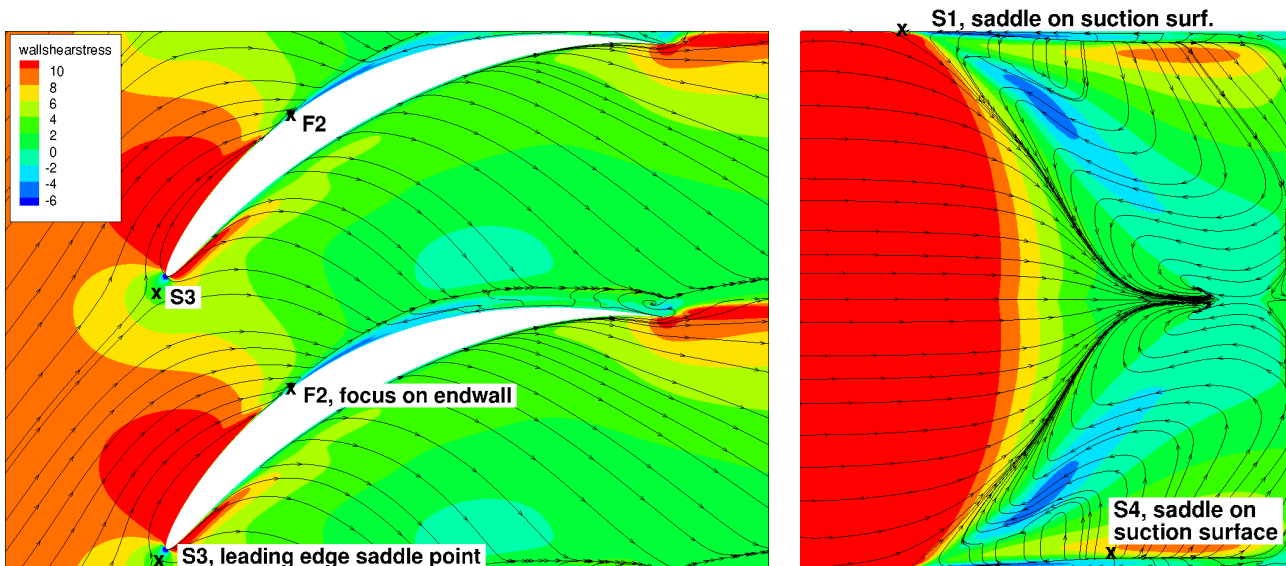 wallshearstress
10
8
6
4
2
0
-2
-4
-6
x
F2
x
S3
x
F2, focus on endwall
x
S3, leading edge saddle point
S1, saddle on suction surf.
x
S4, saddle on
suction surface
x